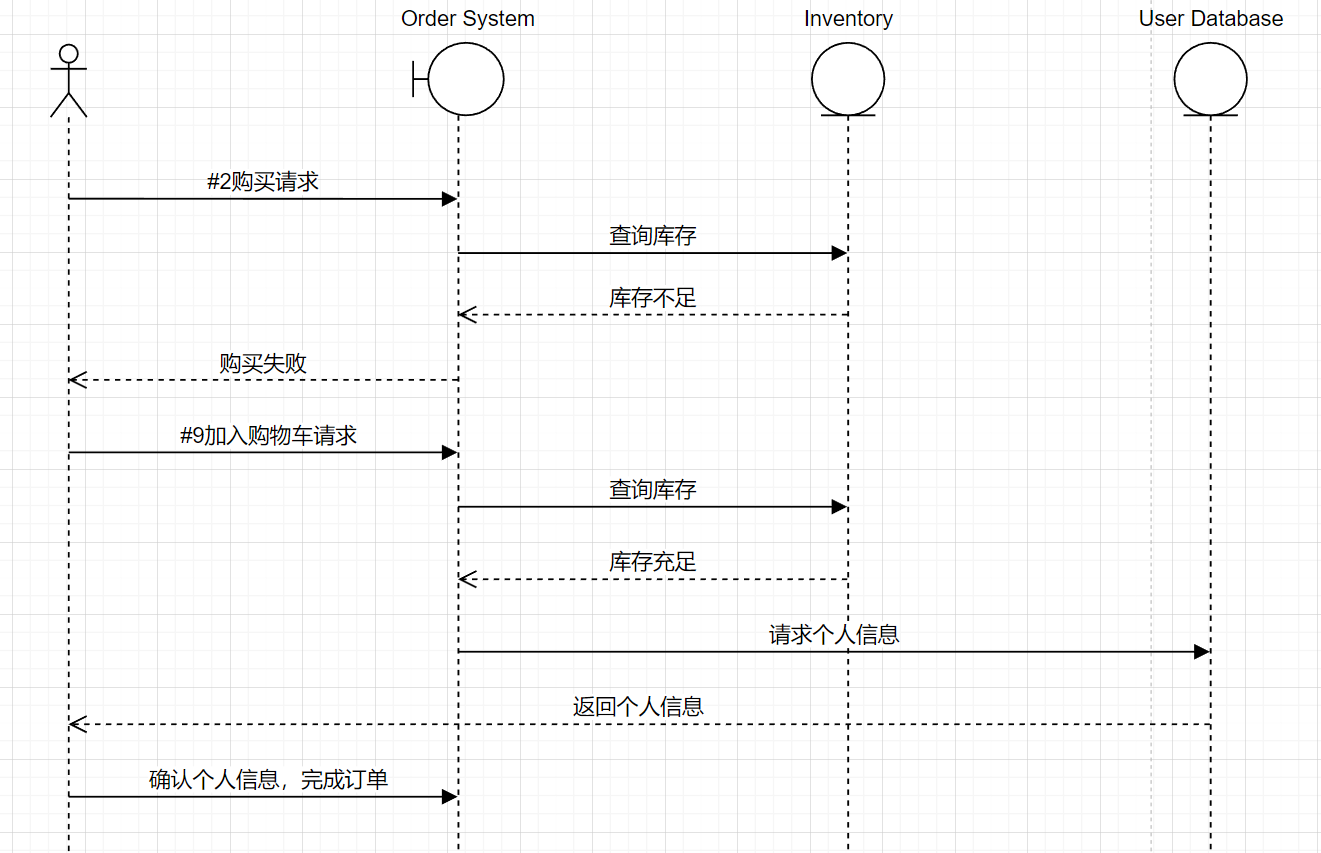 Order System
Inventory
User Database
#2购买请求
查询库存
库存不足
购买失败
#9加入购物车请求
查询库存
库存充足
请求个人信息
返回个人信息
确认个人信息，完成订单